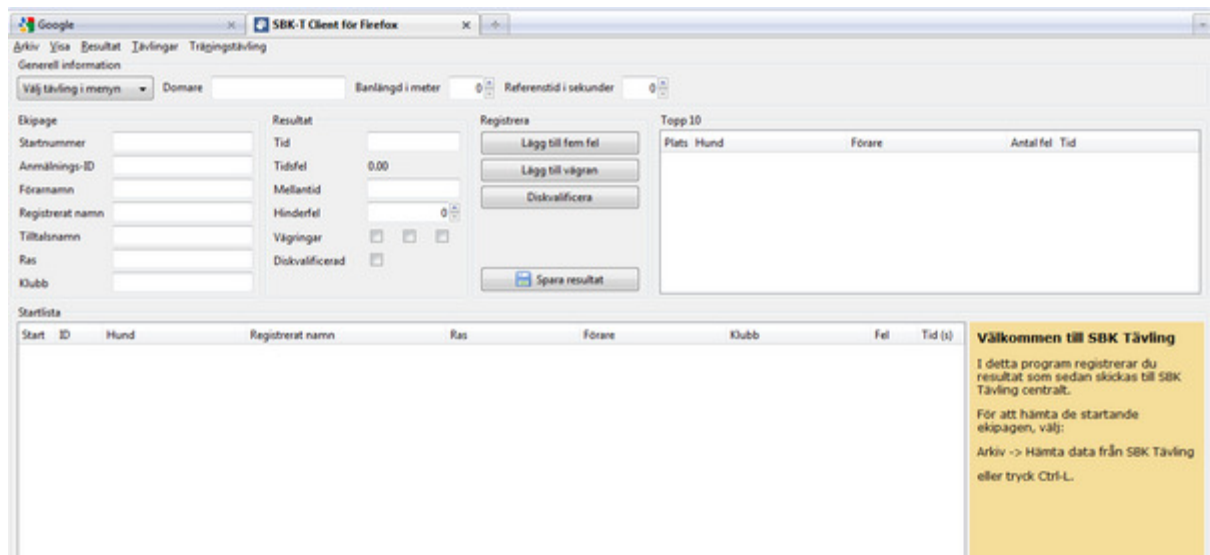 Google
SBK-T Client för Firefox
Arkiv Visa Resultat Tävlingar Träningstävling
Generell information
Välj tävling i menyn Domare Banlängd i meter 0 Referenstid i sekunder 0
Ekipage
Startnummer
Anmälnings-ID
Förarnamn
Registrerat namn
Tilltalsnamn
Ras
Klubb
Resultat
Tid
Tidsfel 0.00
Mellantid
Hinderfel 0
Vägringar
Diskvalificerad
Registrera
Lägg till fem fel
Lägg till vägran
Diskvalificera
Spara resultat
Topp 10
Plats Hund Förare Antal fel Tid
Startlista
Start ID Hund Registrerat namn Ras Förare Klubb Fel Tid (s)
Välkommen till SBK Tävling
I detta program registrerar du
resultat som sedan skickas till SBK
Tävling centralt.
För att hämta de startande
ekipagen, välj:
Arkiv -> Hämta data från SBK Tävling
eller tryck Ctrl-L.